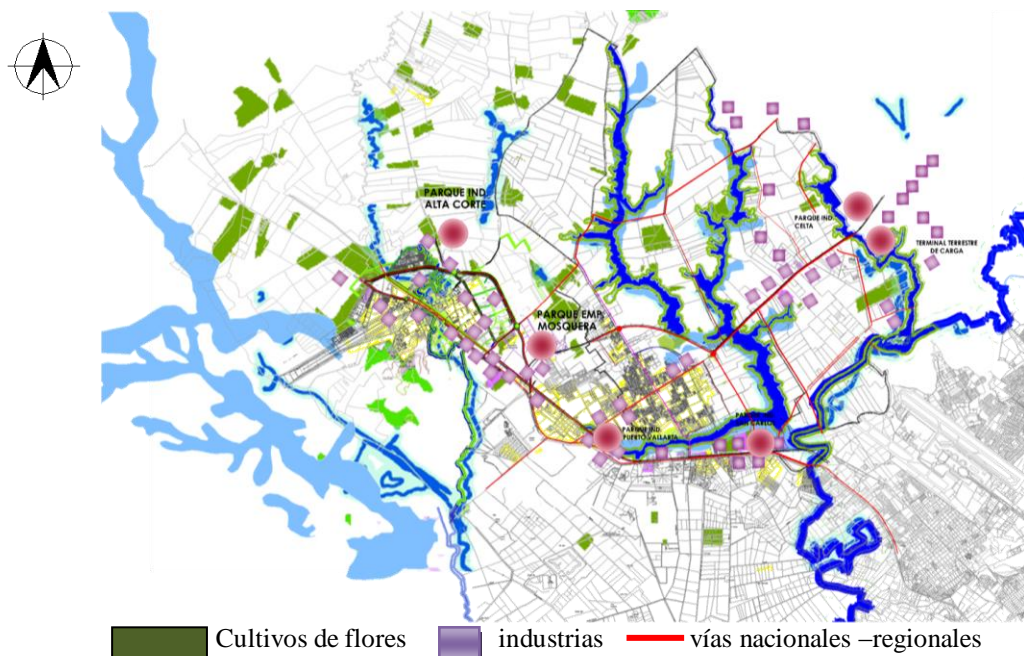 PARQUE IND
ALTA CORTE
PARQUE IND
CELTA
TERMINAL TERRESTRE
DE CARGA
PARQUE EMP
MOSQUERA
PARQUE IND
PUERTO VALLARTA
Cultivos de flores
industrias
vías nacionales –regionales